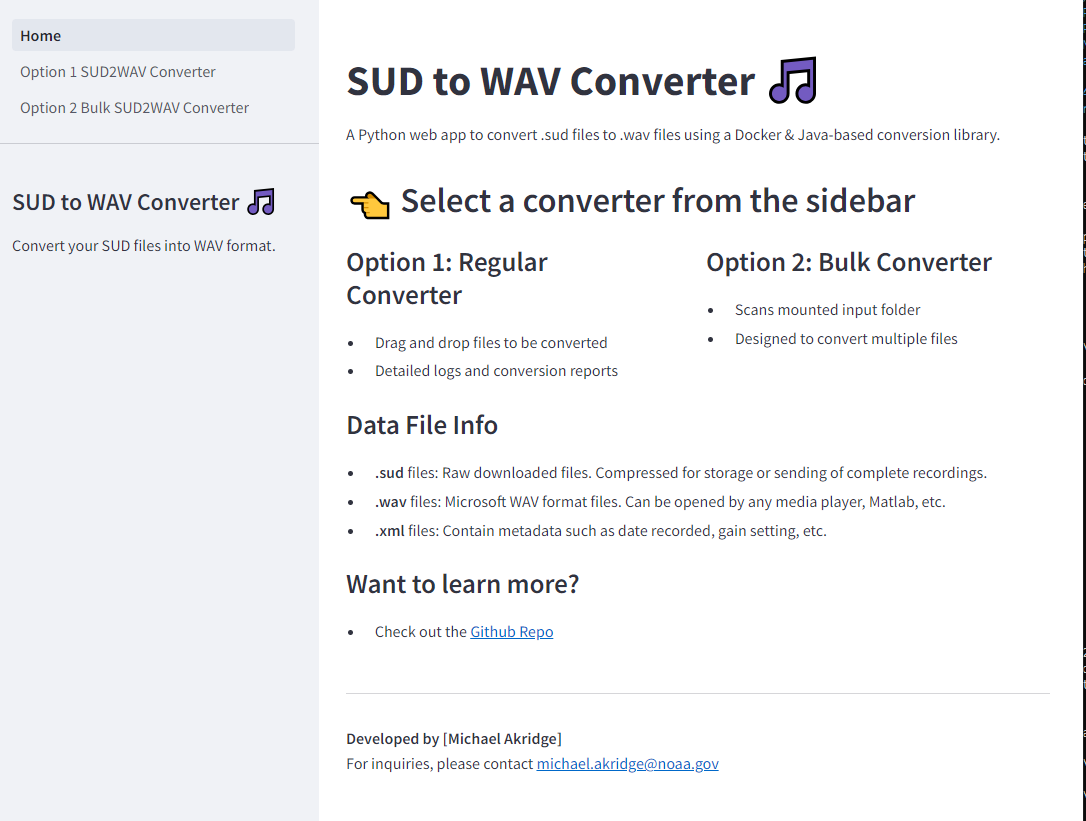 Home
Option 1 SUD2WAV Converter
Option 2 Bulk SUD2WAV Converter
SUD to WAV Converter
Convert your SUD files into WAV format.
SUD to WAV Converter
A Python web app to convert .sud files to .wav files using a Docker & Java-based conversion library.
Select a converter from the sidebar
Option 1: Regular
Converter
Drag and drop files to be converted
Detailed logs and conversion reports
Option 2: Bulk Converter
Scans mounted input folder
Designed to convert multiple files
Data File Info
.sud files: Raw downloaded files. Compressed for storage or sending of complete recordings.
.wav files: Microsoft WAV format files. Can be opened by any media player, Matlab, etc.
.xml files: Contain metadata such as date recorded, gain setting, etc.
Want to learn more?
Check out the Github Repo
Developed by [Michael Akridge]
For inquiries, please contact michael.akridge@noaa.gov